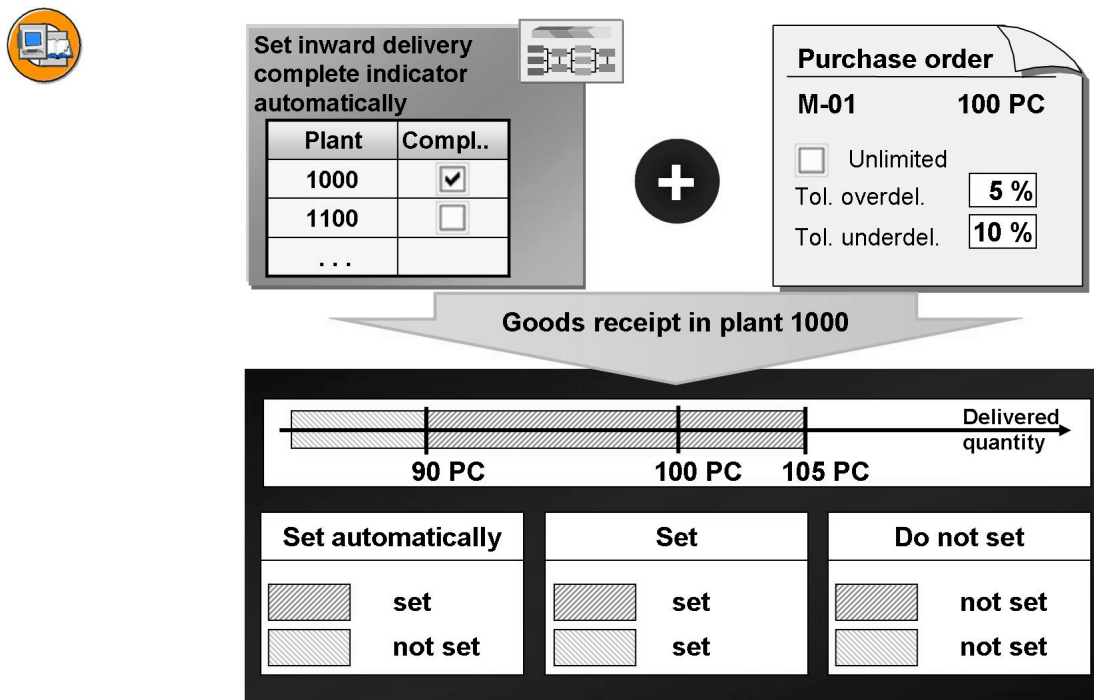 Set inward delivery
complete indicator
automatically
Plant Compl..
1000
1100
. . .
+
Purchase order
M-01 100 PC
Unlimited
Tol. overdel. 5 %
Tol. underdel. 10 %
Goods receipt in plant 1000
Delivered
quantity
90 PC 100 PC 105 PC
Set automatically
set
not set
Set
set
set
Do not set
not set
not set